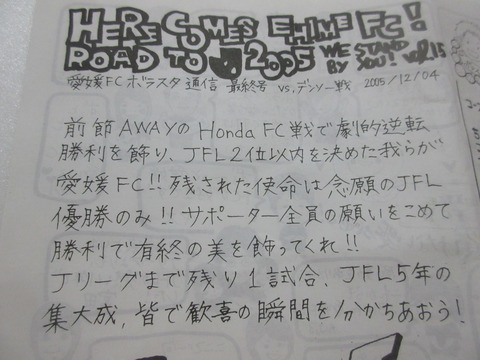 HERE COMES EHIME FC!
ROAD TO 2005 WE STAND BY YOU! vol.15
愛媛FCボラスタ通信 最終号 vs.デンソー戦 2005/12/04
前節AWAYのHonda FC戦で劇的逆転
勝利を飾り、JFL2位以内を決めた我らが
愛媛FC!!残された使命は念願のJFL
優勝のみ!!サポーター全員の願いをこめて
勝利で有終の美を飾ってくれ!!
Jリーグまで残り1試合、JFL5年の
集大成,皆で歓喜の瞬間を分かちあおう!